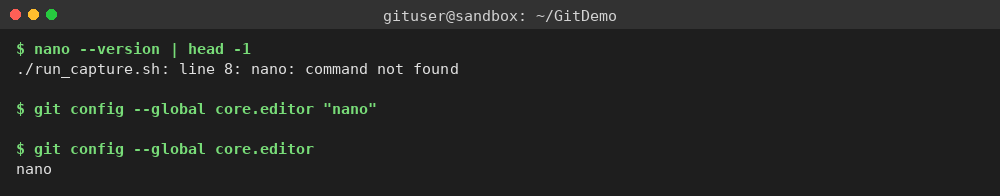 gituser@sandbox: ~/GitDemo
$ nano --version | head -1
./run_capture.sh: line 8: nano: command not found
$ git config --global core.editor "nano"
$ git config --global core.editor
nano